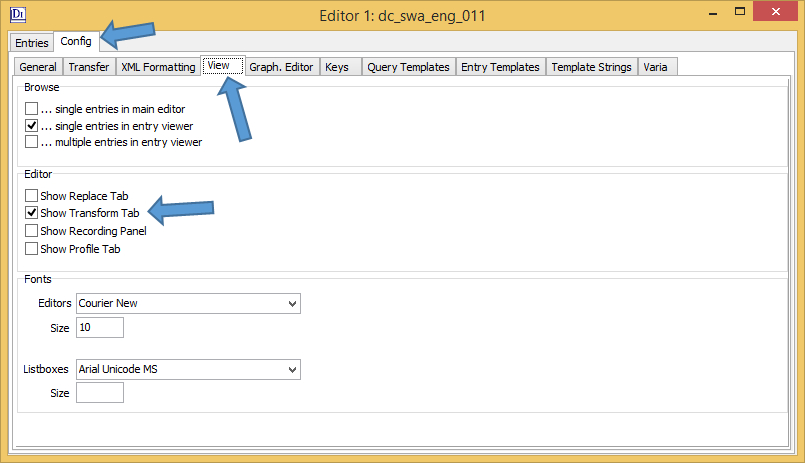 Editor 1: dc_swa_eng_011
Entries Config
General Transfer XML Formatting View Graph. Editor Keys Query Templates Entry Templates Template Strings Varia
Browse
... single entries in main editor
... single entries in entry viewer
... multiple entries in entry viewer
Editor
Show Replace Tab
Show Transform Tab
Show Recording Panel
Show Profile Tab
Fonts
Editors Courier New
Size 10
Listboxes Arial Unicode MS
Size